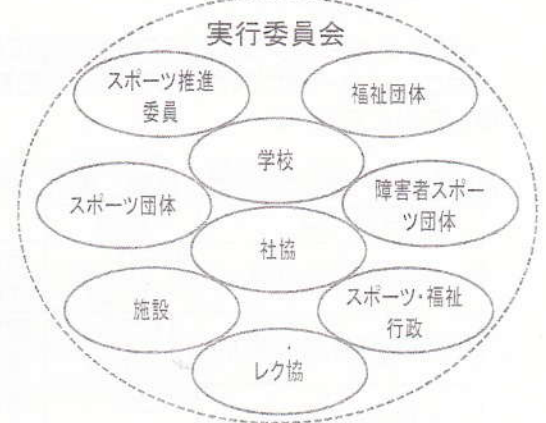 実行委員会
スポーツ推進
委員
福祉団体
学校
スポーツ団体
障害者スポー
ツ団体
社協
施設
スポーツ・福祉
行政
レク協